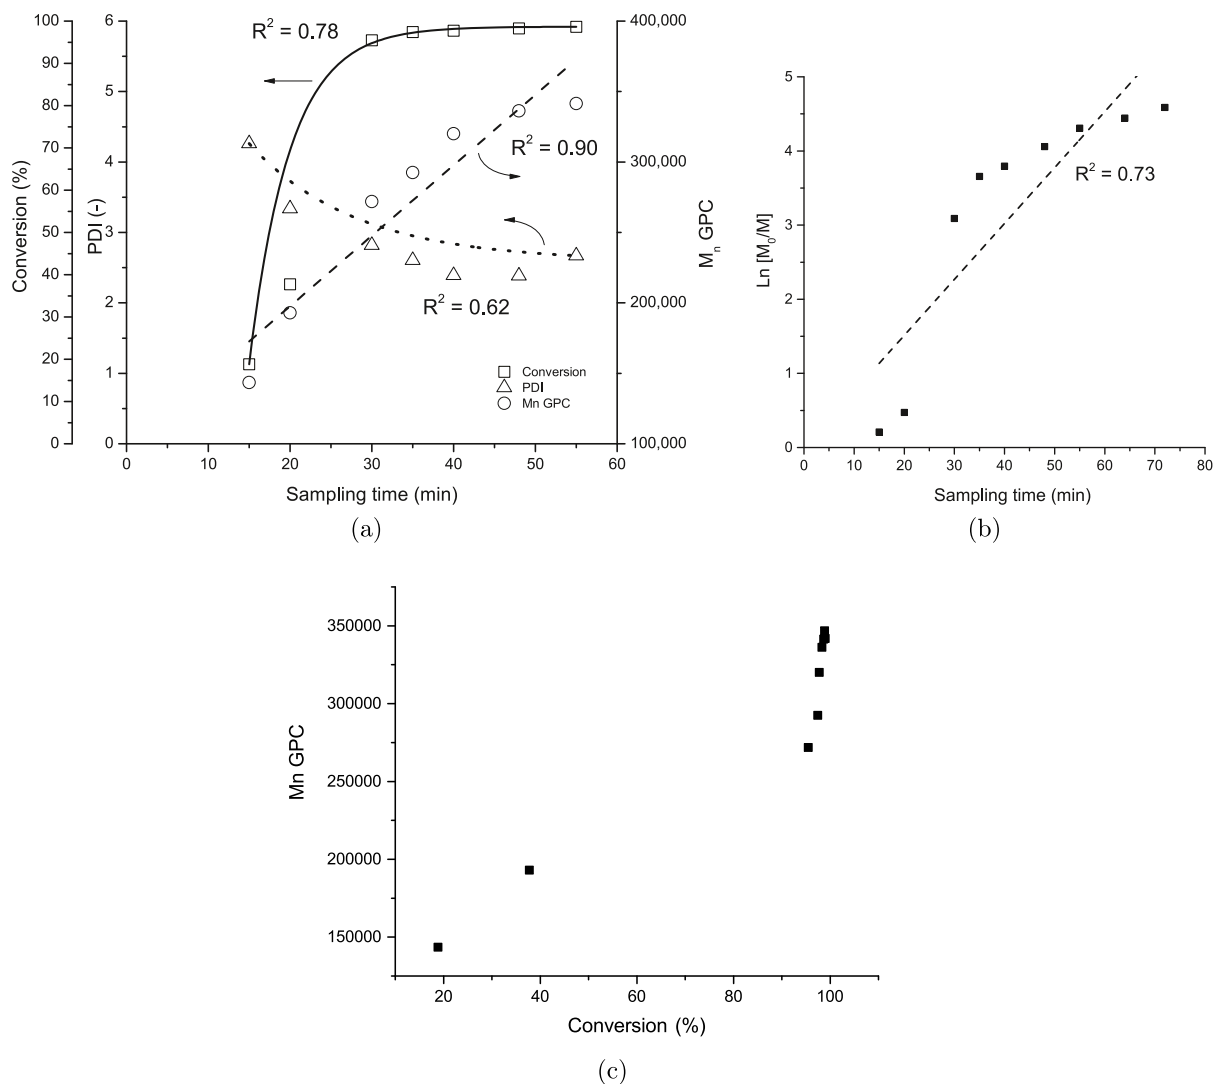 Conversion (%)
100
90
80
70
60
50
40
30
20
10
0
PDI (-)
6
5
4
3
2
1
0
R² = 0.78
R² = 0.90
R² = 0.62
Conversion
PDI
Mn GPC
400,000
300,000
200,000
100,000
Mₙ GPC
0 10 20 30 40 50 60
Sampling time (min)
(a)
Ln [M₀/M]
5
4
3
2
1
0
R² = 0.73
0 10 20 30 40 50 60 70 80
Sampling time (min)
(b)
Mn GPC
350000
300000
250000
200000
150000
20 40 60 80 100
Conversion (%)
(c)